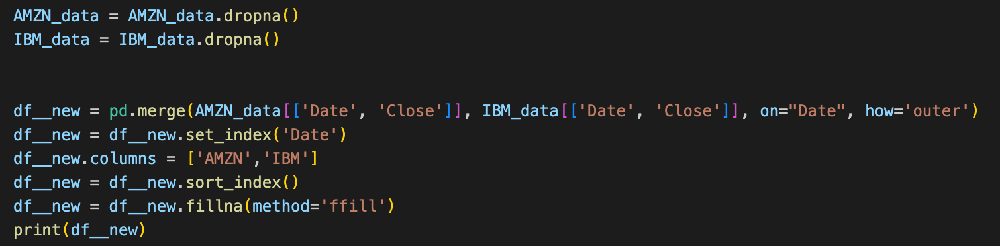 AMZN_data = AMZN_data.dropna()
IBM_data = IBM_data.dropna()
df__new = pd.merge(AMZN_data[['Date', 'Close']], IBM_data[['Date', 'Close']], on="Date", how='outer')
df__new = df__new.set_index('Date')
df__new.columns = ['AMZN','IBM']
df__new = df__new.sort_index()
df__new = df__new.fillna(method='ffill')
print(df__new)